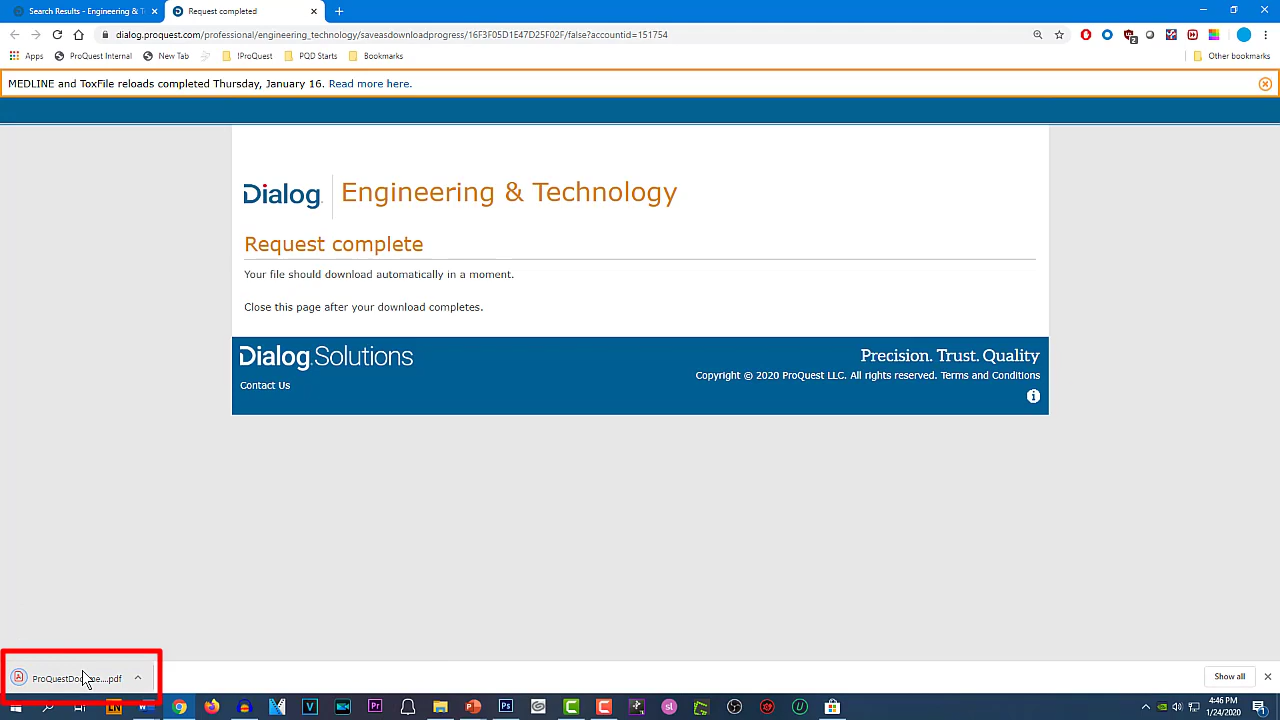 Search Results - Engineering & T
Request completed
dialog.proquest.com/professional/engineering_technology/saveasdownloadprogress/16F3F05D1E47D25F02F/false?accountid=151754
Apps
ProQuest Internal
New Tab
!ProQuest
PQD Starts
Bookmarks
Other bookmarks
MEDLINE and ToxFile reloads completed Thursday, January 16. Read more here.
Dialog
Engineering & Technology
Request complete
Your file should download automatically in a moment.
Close this page after your download completes.
Dialog Solutions
Precision. Trust. Quality
Contact Us
Copyright © 2020 ProQuest LLC. All rights reserved. Terms and Conditions
Show all
4:46 PM
1/24/2020